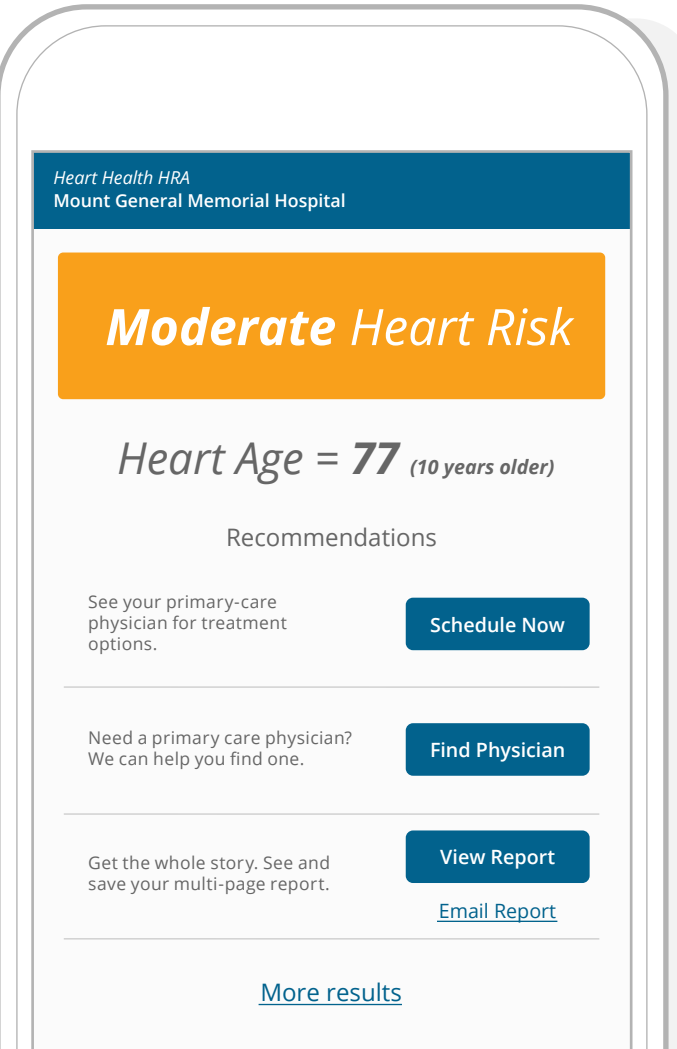 Heart Health HRA
Mount General Memorial Hospital
Moderate Heart Risk
Heart Age = 77 (10 years older)
Recommendations
See your primary-care
physician for treatment
options.
Schedule Now
Need a primary care physician?
We can help you find one.
Find Physician
Get the whole story. See and
save your multi-page report.
View Report
Email Report
More results